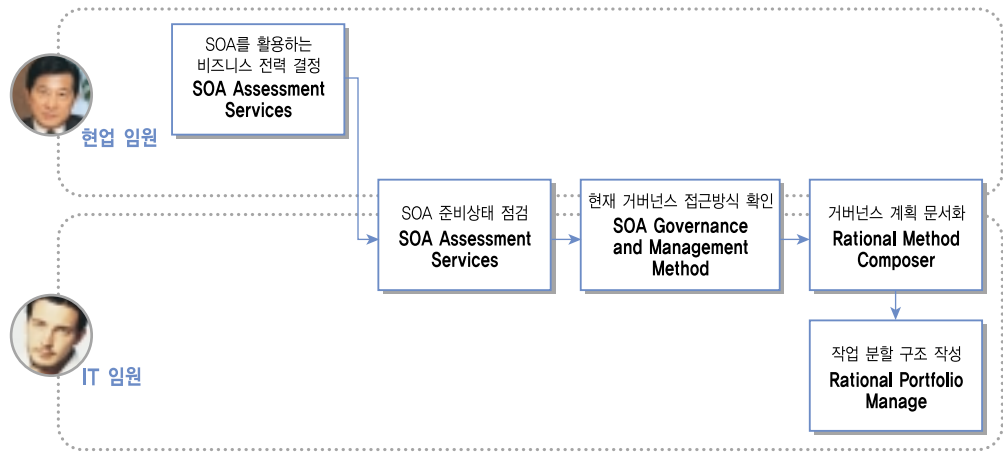 SOA를 활용하는
비즈니스 전력 결정
SOA Assessment
Services
현업 임원
SOA 준비상태 점검
SOA Assessment
Services
현재 거버넌스 접근방식 확인
SOA Governance
and Management
Method
거버넌스 계획 문서화
Rational Method
Composer
IT 임원
작업 분할 구조 작성
Rational Portfolio
Manage